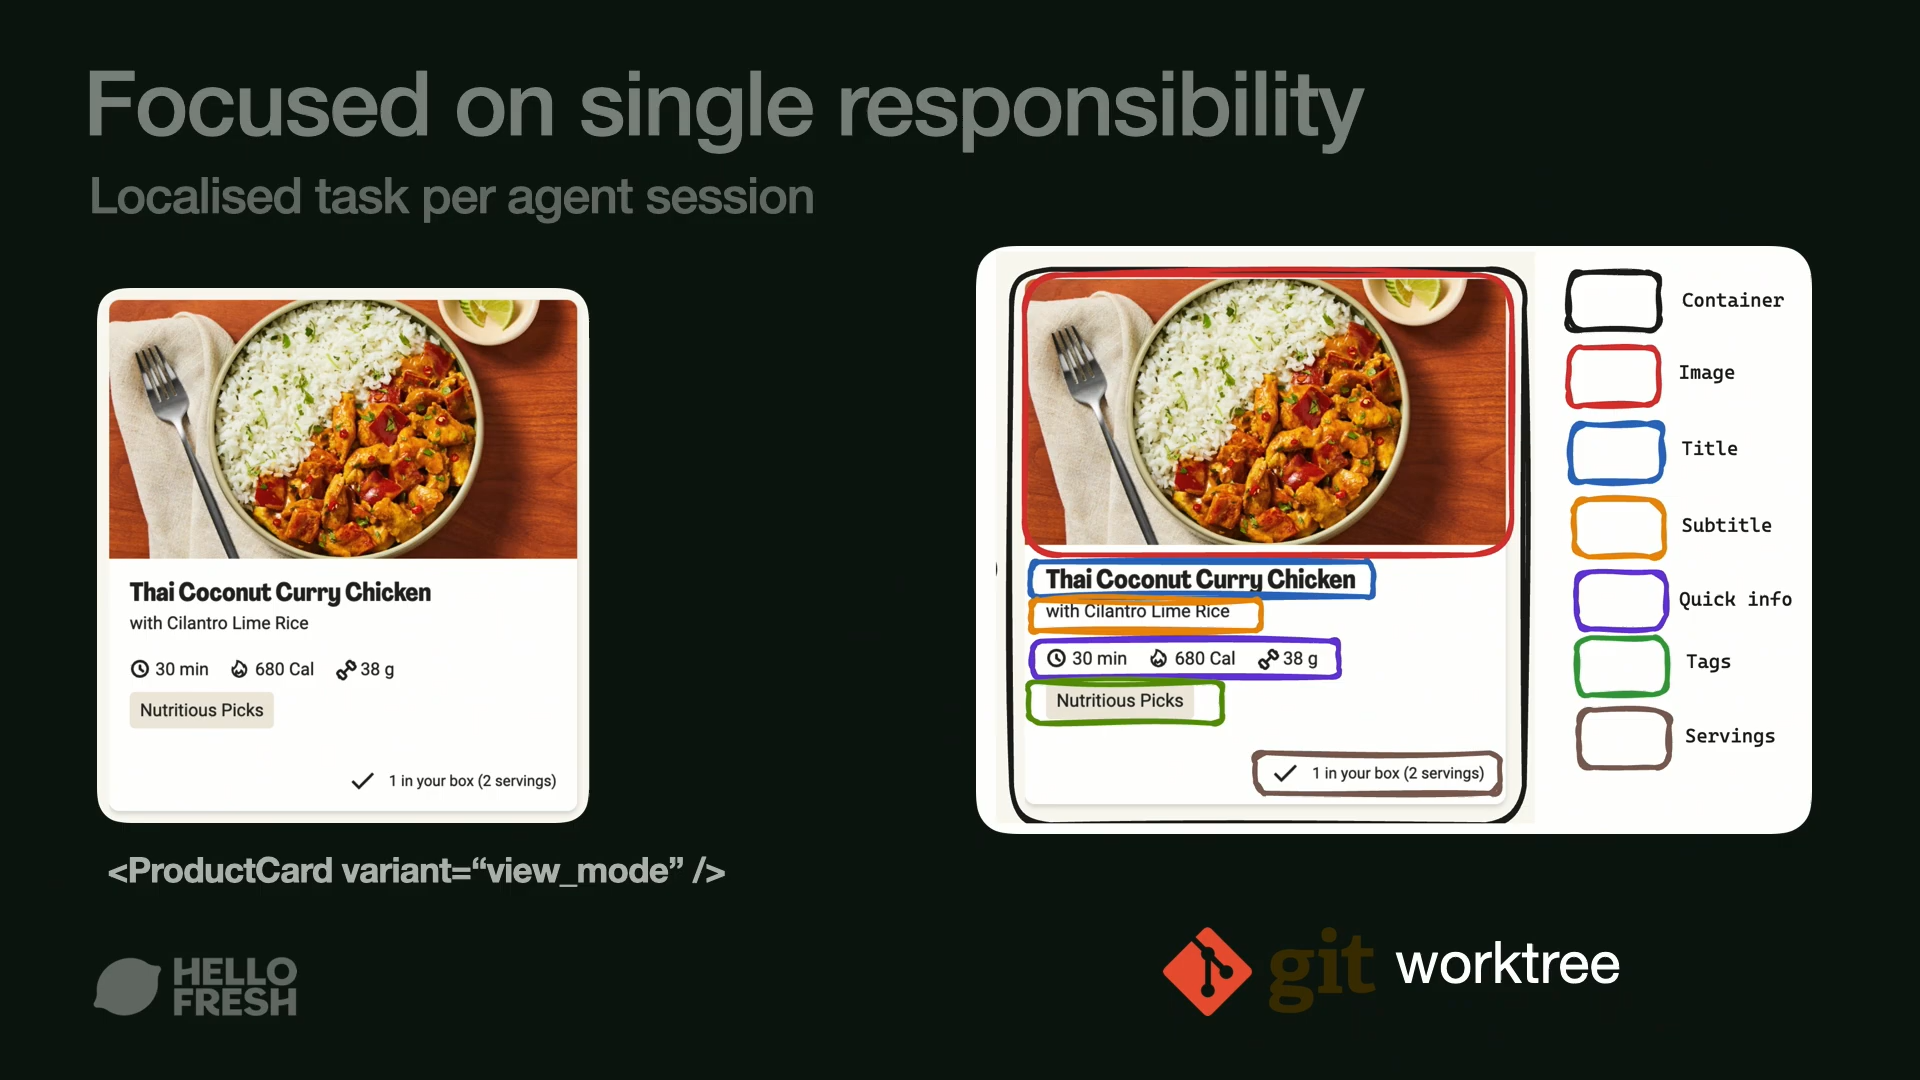 Focused on single responsibility
Localised task per agent session
Thai Coconut Curry Chicken
with Cilantro Lime Rice
30 min 680 Cal 38 g
Nutritious Picks
1 in your box (2 servings)
<ProductCard variant=“view_mode” />
HELLO
FRESH
Thai Coconut Curry Chicken
with Cilantro Lime Rice
30 min 680 Cal 38 g
Nutritious Picks
1 in your box (2 servings)
Container
Image
Title
Subtitle
Quick info
Tags
Servings
git worktree